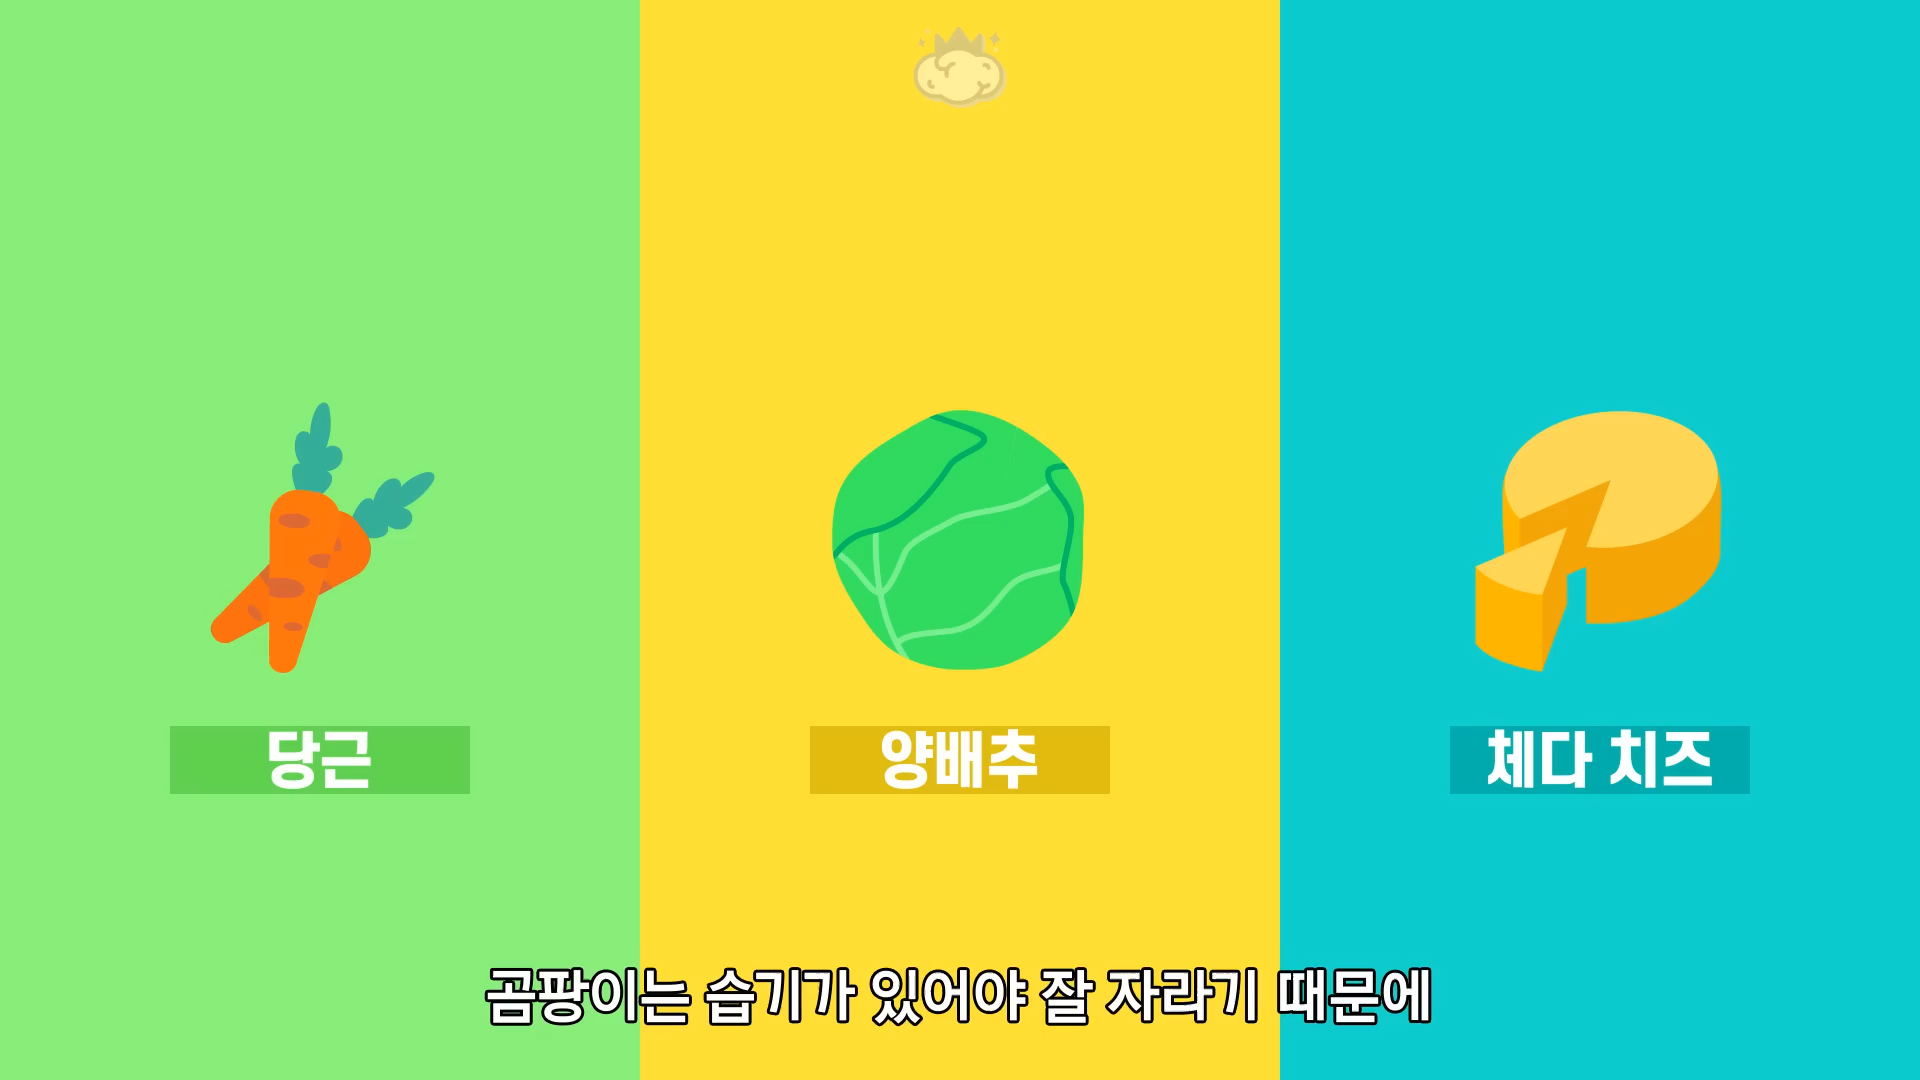 당근
양배추
체다 치즈
곰팡이는 습기가 있어야 잘 자라기 때문에